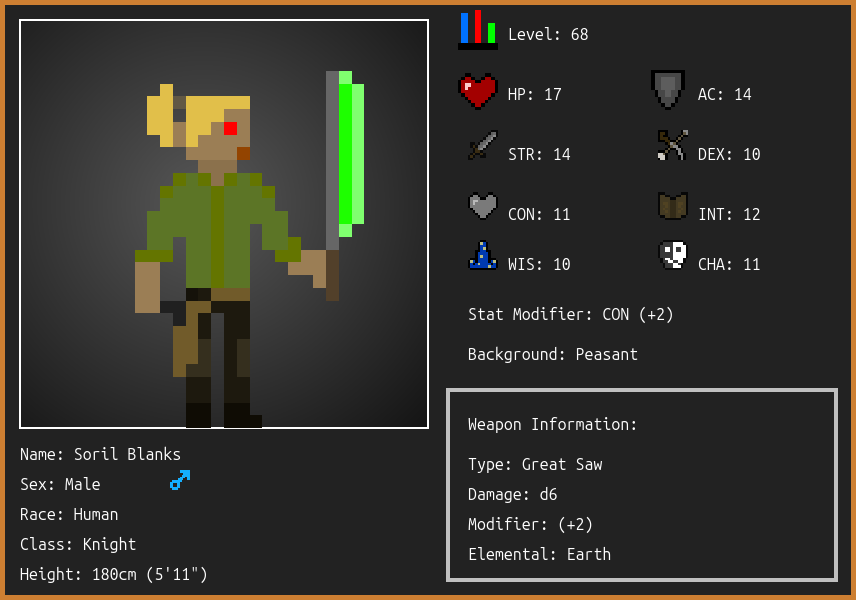 Level: 68
HP: 17
AC: 14
STR: 14
DEX: 10
CON: 11
INT: 12
WIS: 10
CHA: 11
Stat Modifier: CON (+2)
Background: Peasant
Weapon Information:
Type: Great Saw
Damage: d6
Modifier: (+2)
Elemental: Earth
Name: Soril Blanks
Sex: Male
Race: Human
Class: Knight
Height: 180cm (5'11")